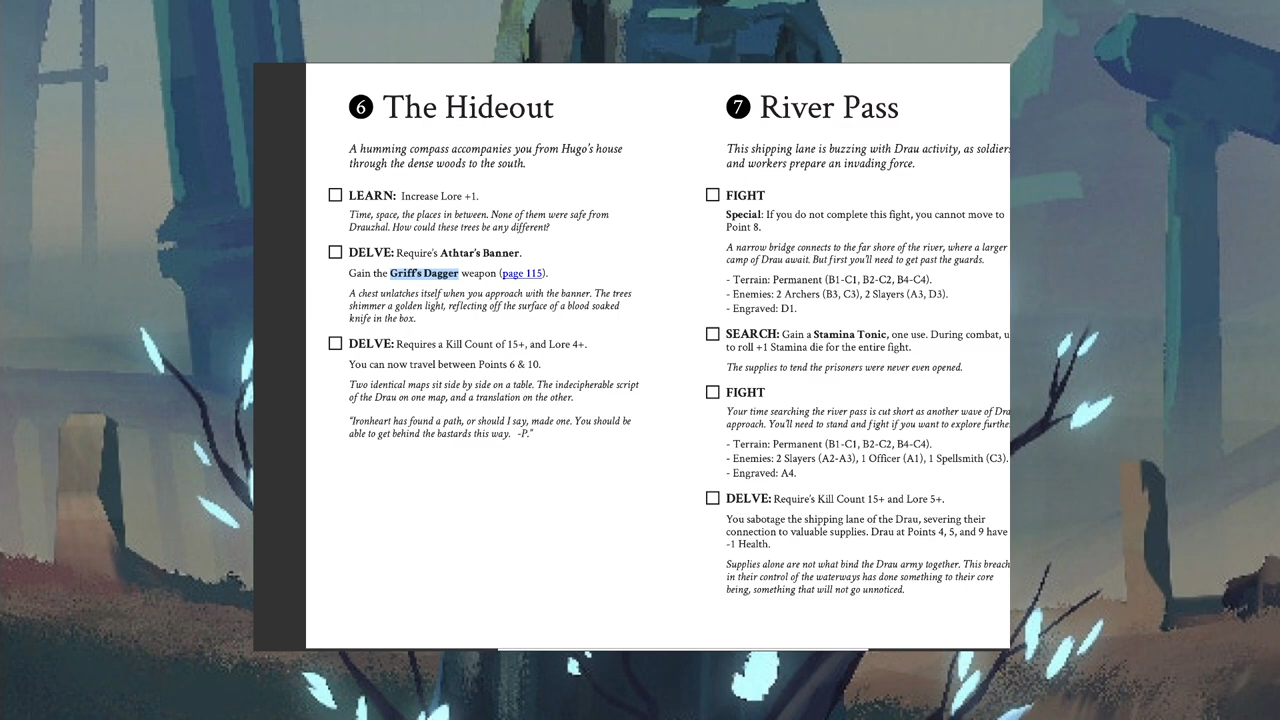 6 The Hideout
A humming compass accompanies you from Hugo's house
through the dense woods to the south.
LEARN: Increase Lore +1.
Time, space, the places in between. None of them were safe from
Drauzhal. How could these trees be any different?
DELVE: Require's Athtar's Banner.
Gain the Griff's Dagger weapon (page 115).
A chest unlatches itself when you approach with the banner. The trees
shimmer a golden light, reflecting off the surface of a blood soaked
knife in the box.
DELVE: Requires a Kill Count of 15+, and Lore 4+.
You can now travel between Points 6 & 10.
Two identical maps sit side by side on a table. The indecipherable script
of the Drau on one map, and a translation on the other.
"Ironheart has found a path, or should I say, made one. You should be
able to get behind the bastards this way. -P."
7 River Pass
This shipping lane is buzzing with Drau activity, as soldiers
and workers prepare an invading force.
FIGHT
Special: If you do not complete this fight, you cannot move to
Point 8.
A narrow bridge connects to the far shore of the river, where a larger
camp of Drau await. But first you'll need to get past the guards.
- Terrain: Permanent (B1-C1, B2-C2, B4-C4).
- Enemies: 2 Archers (B3, C3), 2 Slayers (A3, D3).
- Engraved: D1.
SEARCH: Gain a Stamina Tonic, one use. During combat, u
to roll +1 Stamina die for the entire fight.
The supplies to tend the prisoners were never even opened.
FIGHT
Your time searching the river pass is cut short as another wave of Dra
approach. You'll need to stand and fight if you want to explore furthe
- Terrain: Permanent (B1-C1, B2-C2, B4-C4).
- Enemies: 2 Slayers (A2-A3), 1 Officer (A1), 1 Spellsmith (C3).
- Engraved: A4.
DELVE: Require's Kill Count 15+ and Lore 5+.
You sabotage the shipping lane of the Drau, severing their
connection to valuable supplies. Drau at Points 4, 5, and 9 have
-1 Health.
Supplies alone are not what bind the Drau army together. This breach
in their control of the waterways has done something to their core
being, something that will not go unnoticed.